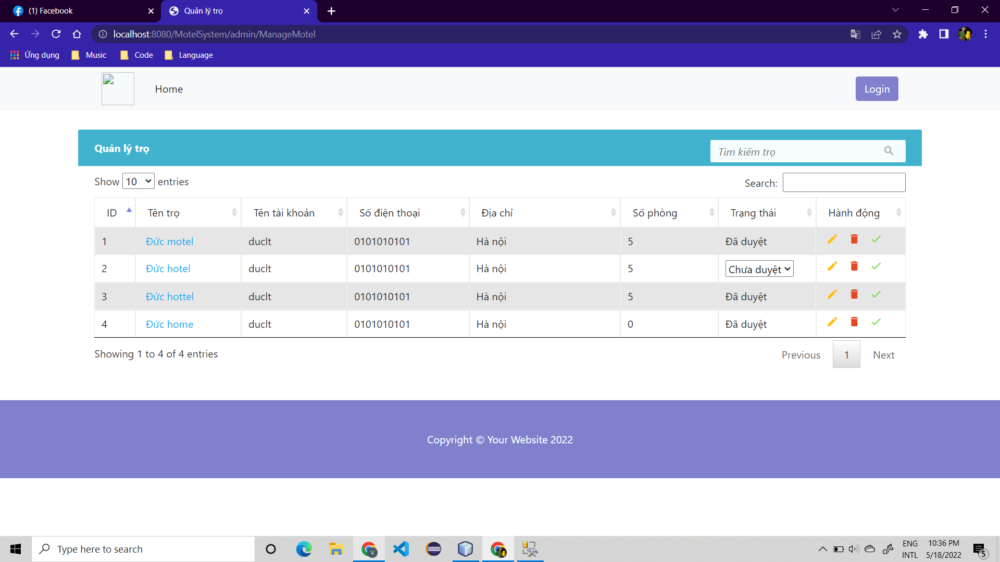 (1) Facebook
Quản lý trọ
localhost:8080/MotelSystem/admin/ManageMotel
Ứng dụng Music Code Language
Home Login
Quản lý trọ
Tìm kiếm trọ
Show 10 entries Search:
ID Tên trọ Tên tài khoản Số điện thoại Địa chỉ Số phòng Trạng thái Hành động
1 Đức motel duclt 0101010101 Hà nội 5 Đã duyệt
2 Đức hotel duclt 0101010101 Hà nội 5 Chưa duyệt
3 Đức hottel duclt 0101010101 Hà nội 5 Đã duyệt
4 Đức home duclt 0101010101 Hà nội 0 Đã duyệt
Showing 1 to 4 of 4 entries Previous 1 Next
Copyright © Your Website 2022
Type here to search
V
ENG
INTL
10:36 PM
5/18/2022
5